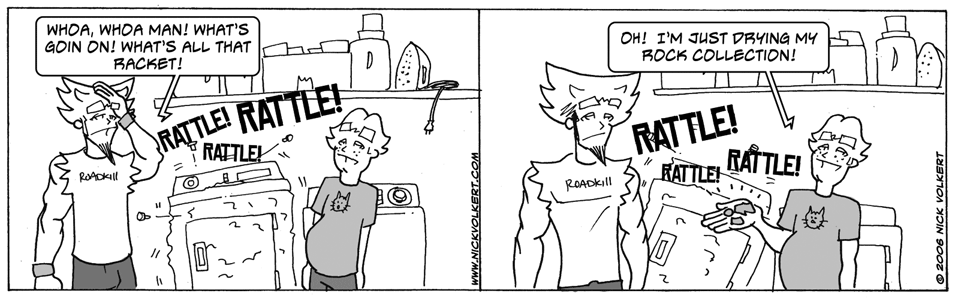 WHOA, WHOA MAN! WHAT'S
GOIN ON! WHAT'S ALL THAT
RACKET!
RATTLE!
RATTLE!
RATTLE!
ROADKIll
D
WWW.NICKVOLKERT.COM
OH! I'M JUST DRYING MY
ROCK COLLECTION!
RATTLE!
RATTLE!
RATTLE!
ROADKIll
D
© 2006 NICK VOLKERT